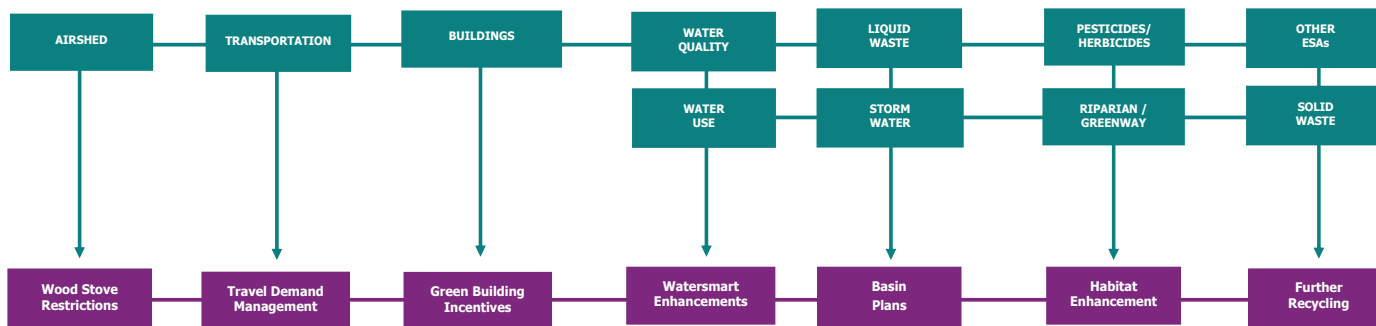 AIRSHED
TRANSPORTATION
BUILDINGS
WATER
QUALITY
LIQUID
WASTE
PESTICIDES/
HERBICIDES
OTHER
ESAs
WATER
USE
STORM
WATER
RIPARIAN /
GREENWAY
SOLID
WASTE
Wood Stove
Restrictions
Travel Demand
Management
Green Building
Incentives
Watersmart
Enhancements
Basin
Plans
Habitat
Enhancement
Further
Recycling